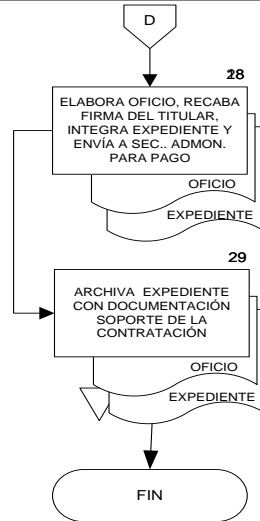 D
28
ELABORA OFICIO, RECABA
FIRMA DEL TITULAR,
INTEGRA EXPEDIENTE Y
ENVÍA A SEC.. ADMON.
PARA PAGO
OFICIO
EXPEDIENTE
29
ARCHIVA EXPEDIENTE
CON DOCUMENTACIÓN
SOPORTE DE LA
CONTRATACIÓN
OFICIO
EXPEDIENTE
FIN